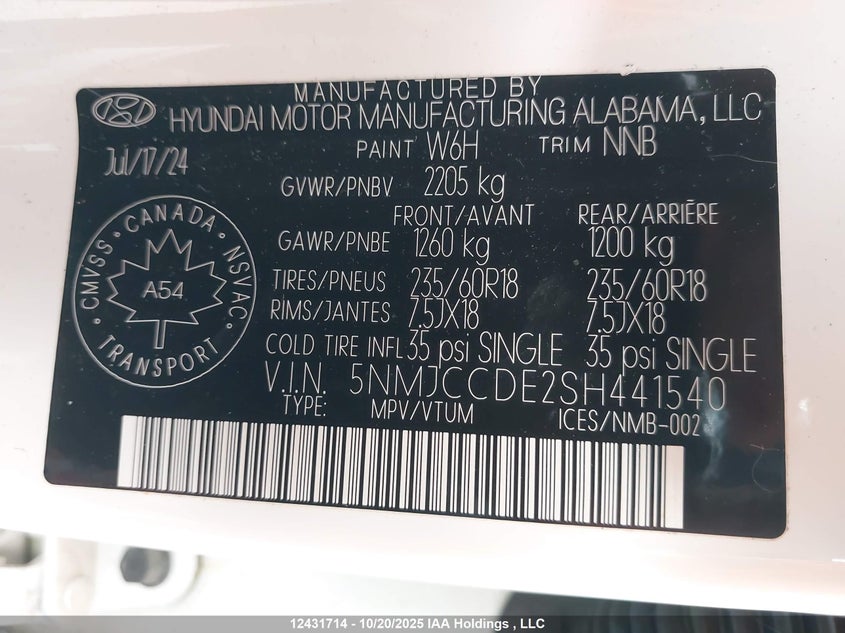 MANUFACTURED BY
HYUNDAI MOTOR MANUFACTURING ALABAMA, LLC
Jul/17/24
PAINT W6H TRIM NNB
GVWR/PNBV 2205 kg
FRONT/AVANT REAR/ARRIÈRE
GAWR/PNBE 1260 kg 1200 kg
TIRES/PNEUS 235/60R18 235/60R18
RIMS/JANTES 7.5JX18 7.5JX18
COLD TIRE INFL 35 psi SINGLE 35 psi SINGLE
V.I.N. 5NMJCCDE2SH441540
TYPE: MPV/VTUM ICES/NMB-002
CMVSS · CANADA · NSVAC ·
A54
TRANSPORT
12431714 - 10/20/2025 IAA Holdings , LLC